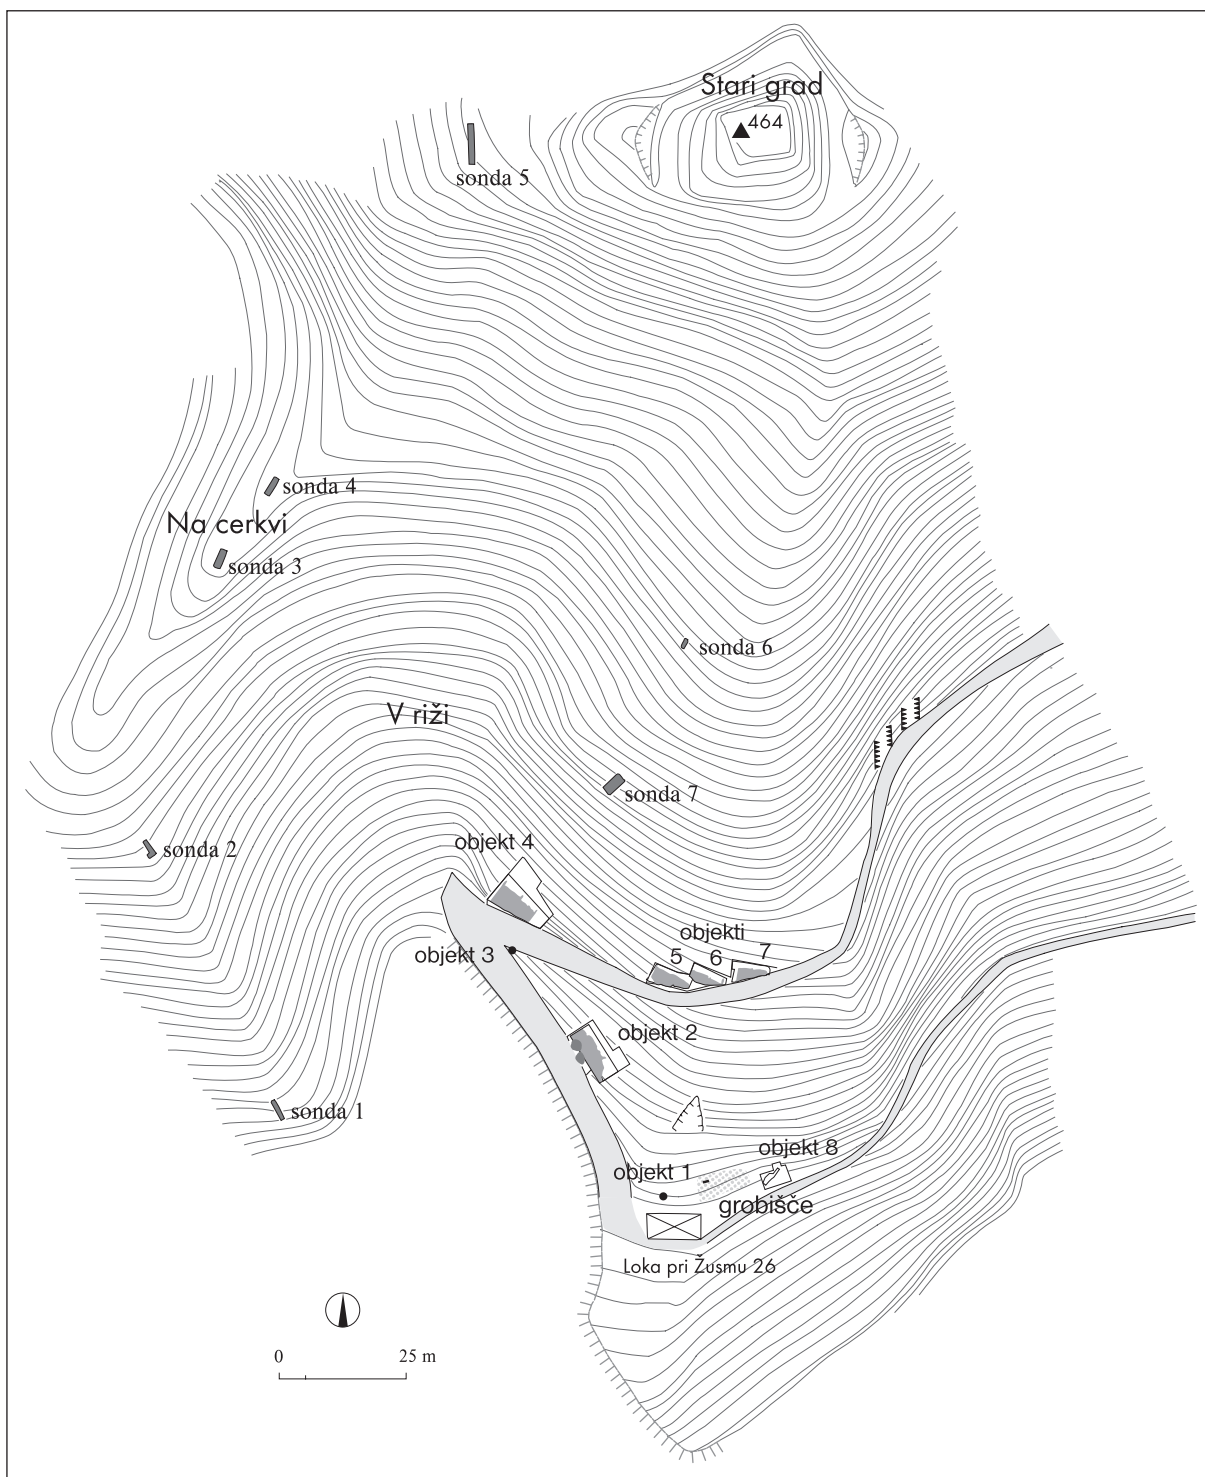 Stari grad
464
sonda 5
sonda 4
Na cerkvi
sonda 3
sonda 6
V riži
sonda 7
objekt 4
sonda 2
objekti
5 6 7
objekt 3
objekt 2
sonda 1
objekt 8
objekt 1
grobišče
Loka pri Žusmu 26
0 25 m